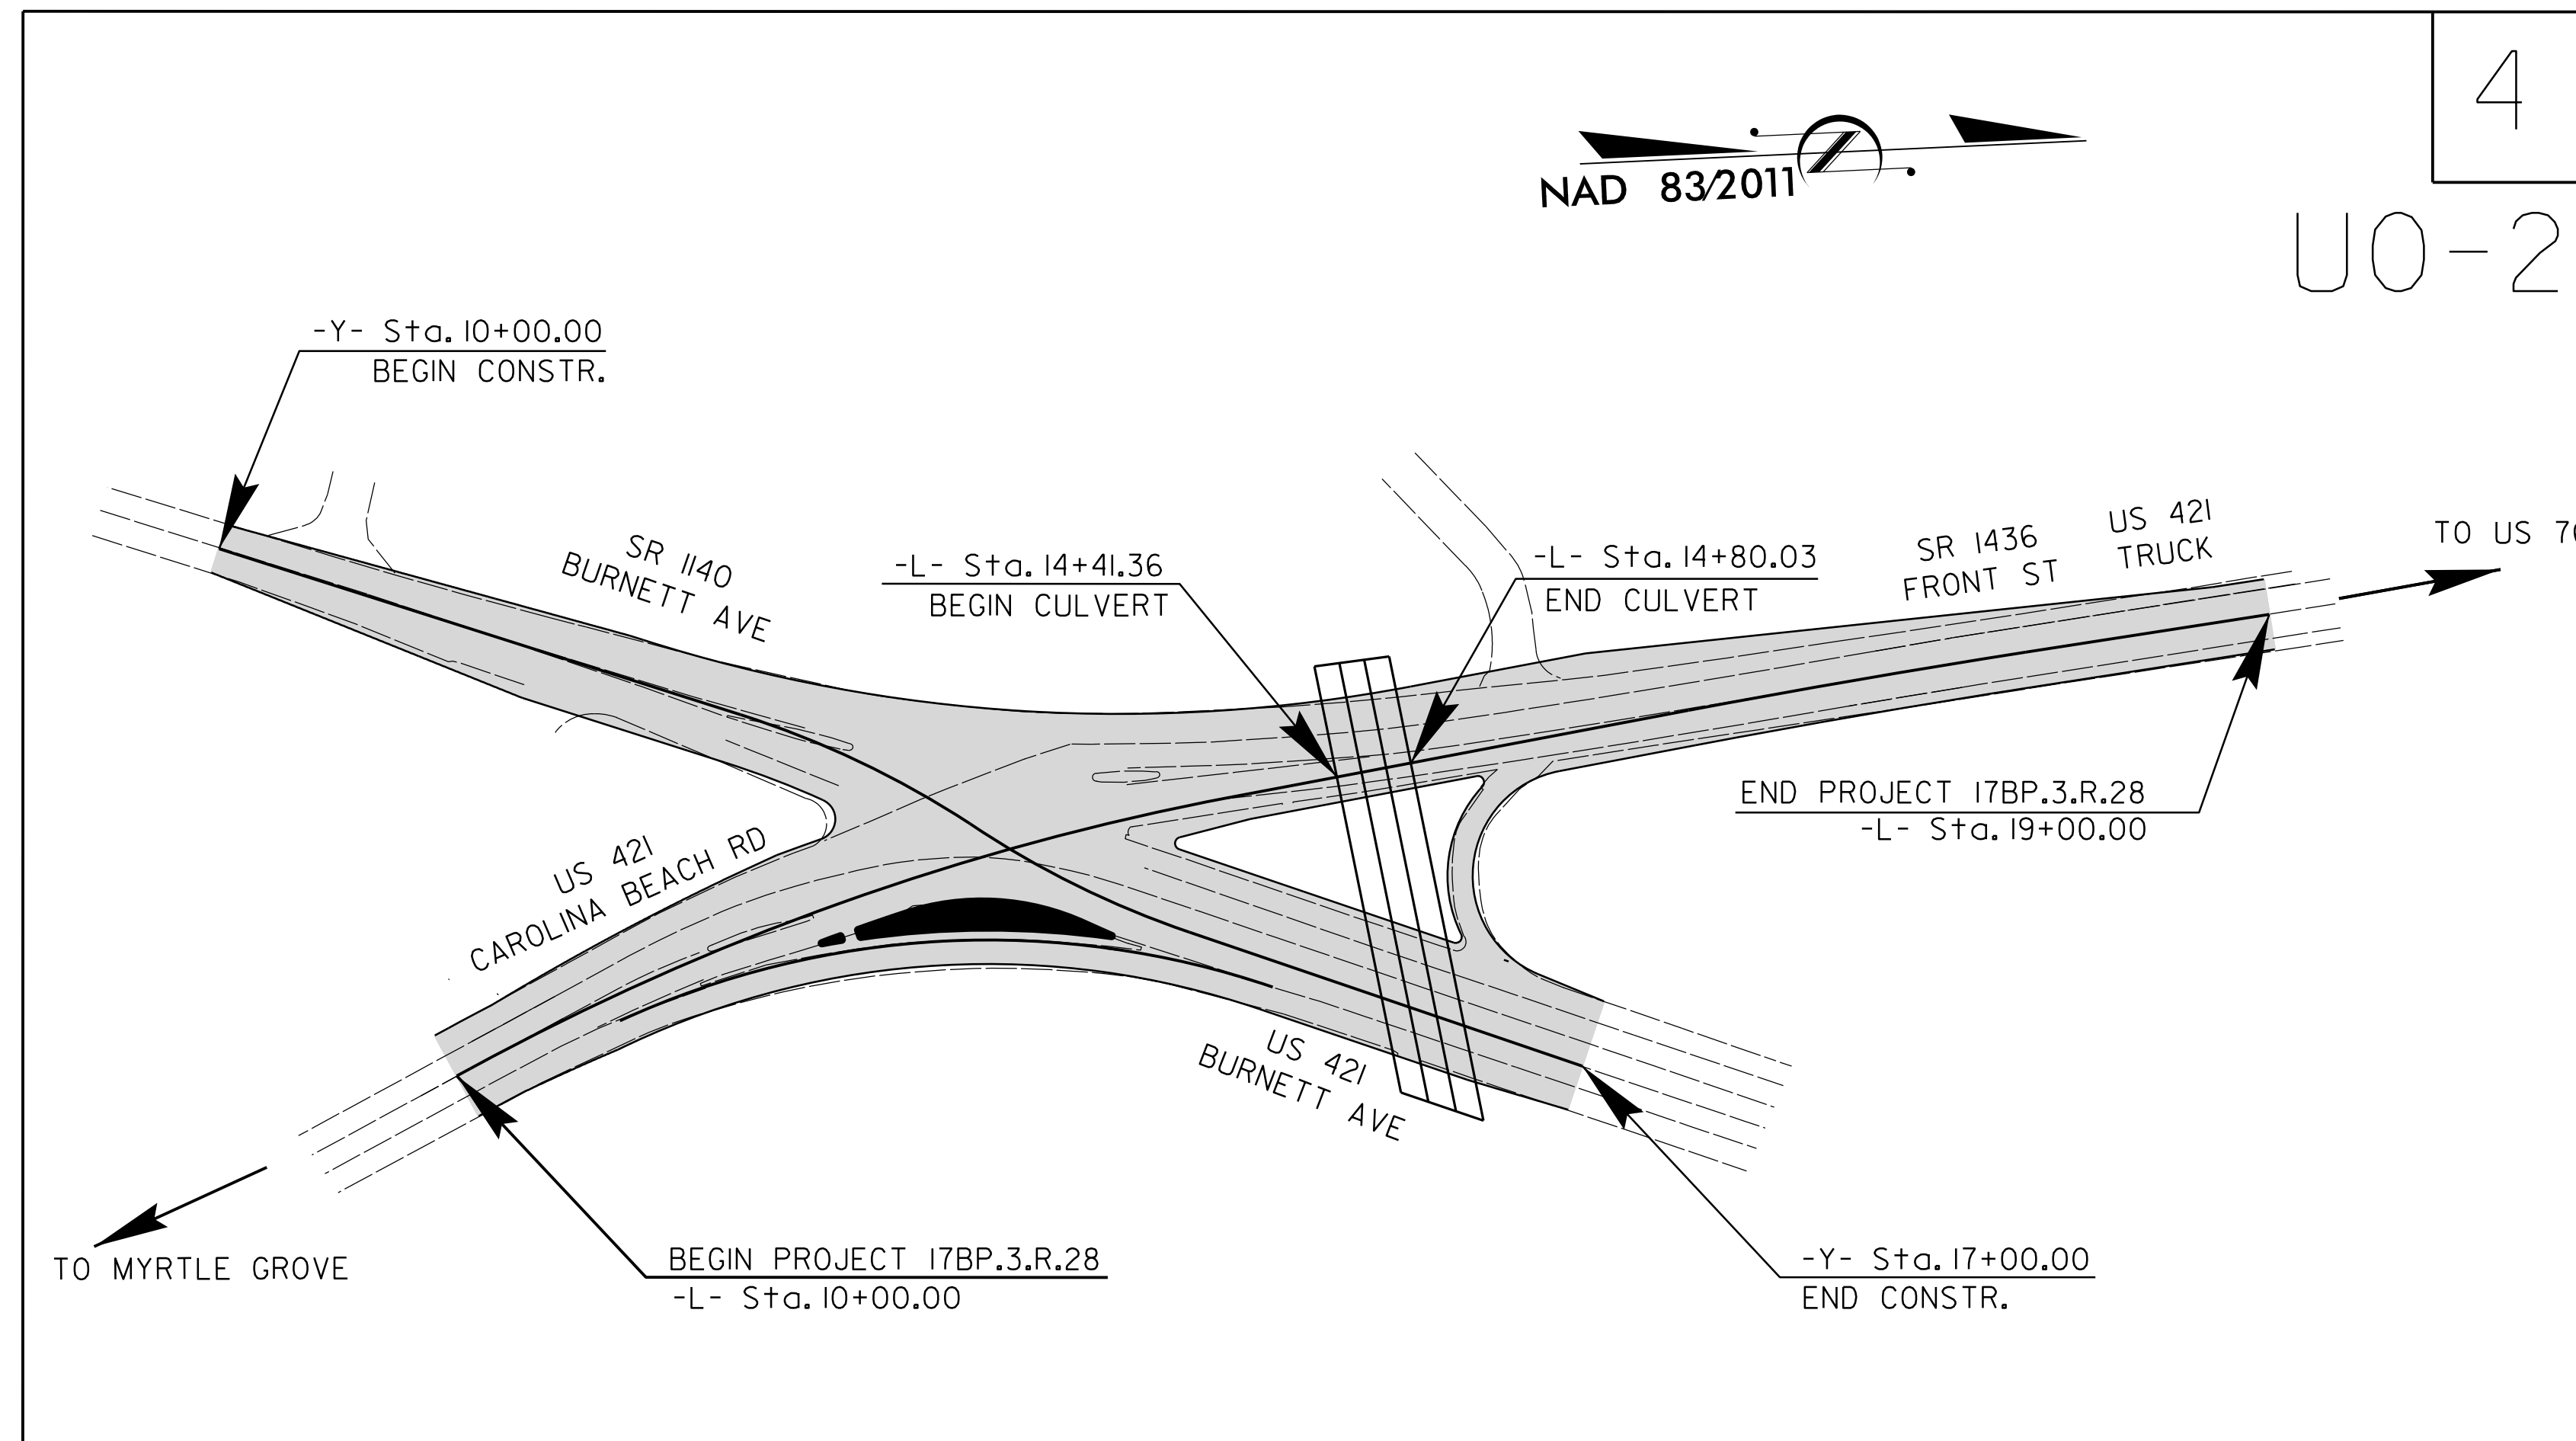 4
UO-2
NAD 83/2011
-Y- Sta. 10+00.00
BEGIN CONSTR.
SR 1140
BURNETT AVE
-L- Sta. 14+41.36
BEGIN CULVERT
-L- Sta. 14+80.03
END CULVERT
SR 1436
FRONT ST
US 421
TRUCK
TO US
END PROJECT 17BP.3.R.28
-L- Sta. 19+00.00
US 421
CAROLINA BEACH RD
US 421
BURNETT AVE
TO MYRTLE GROVE
BEGIN PROJECT 17BP.3.R.28
-L- Sta. 10+00.00
-Y- Sta. 17+00.00
END CONSTR.